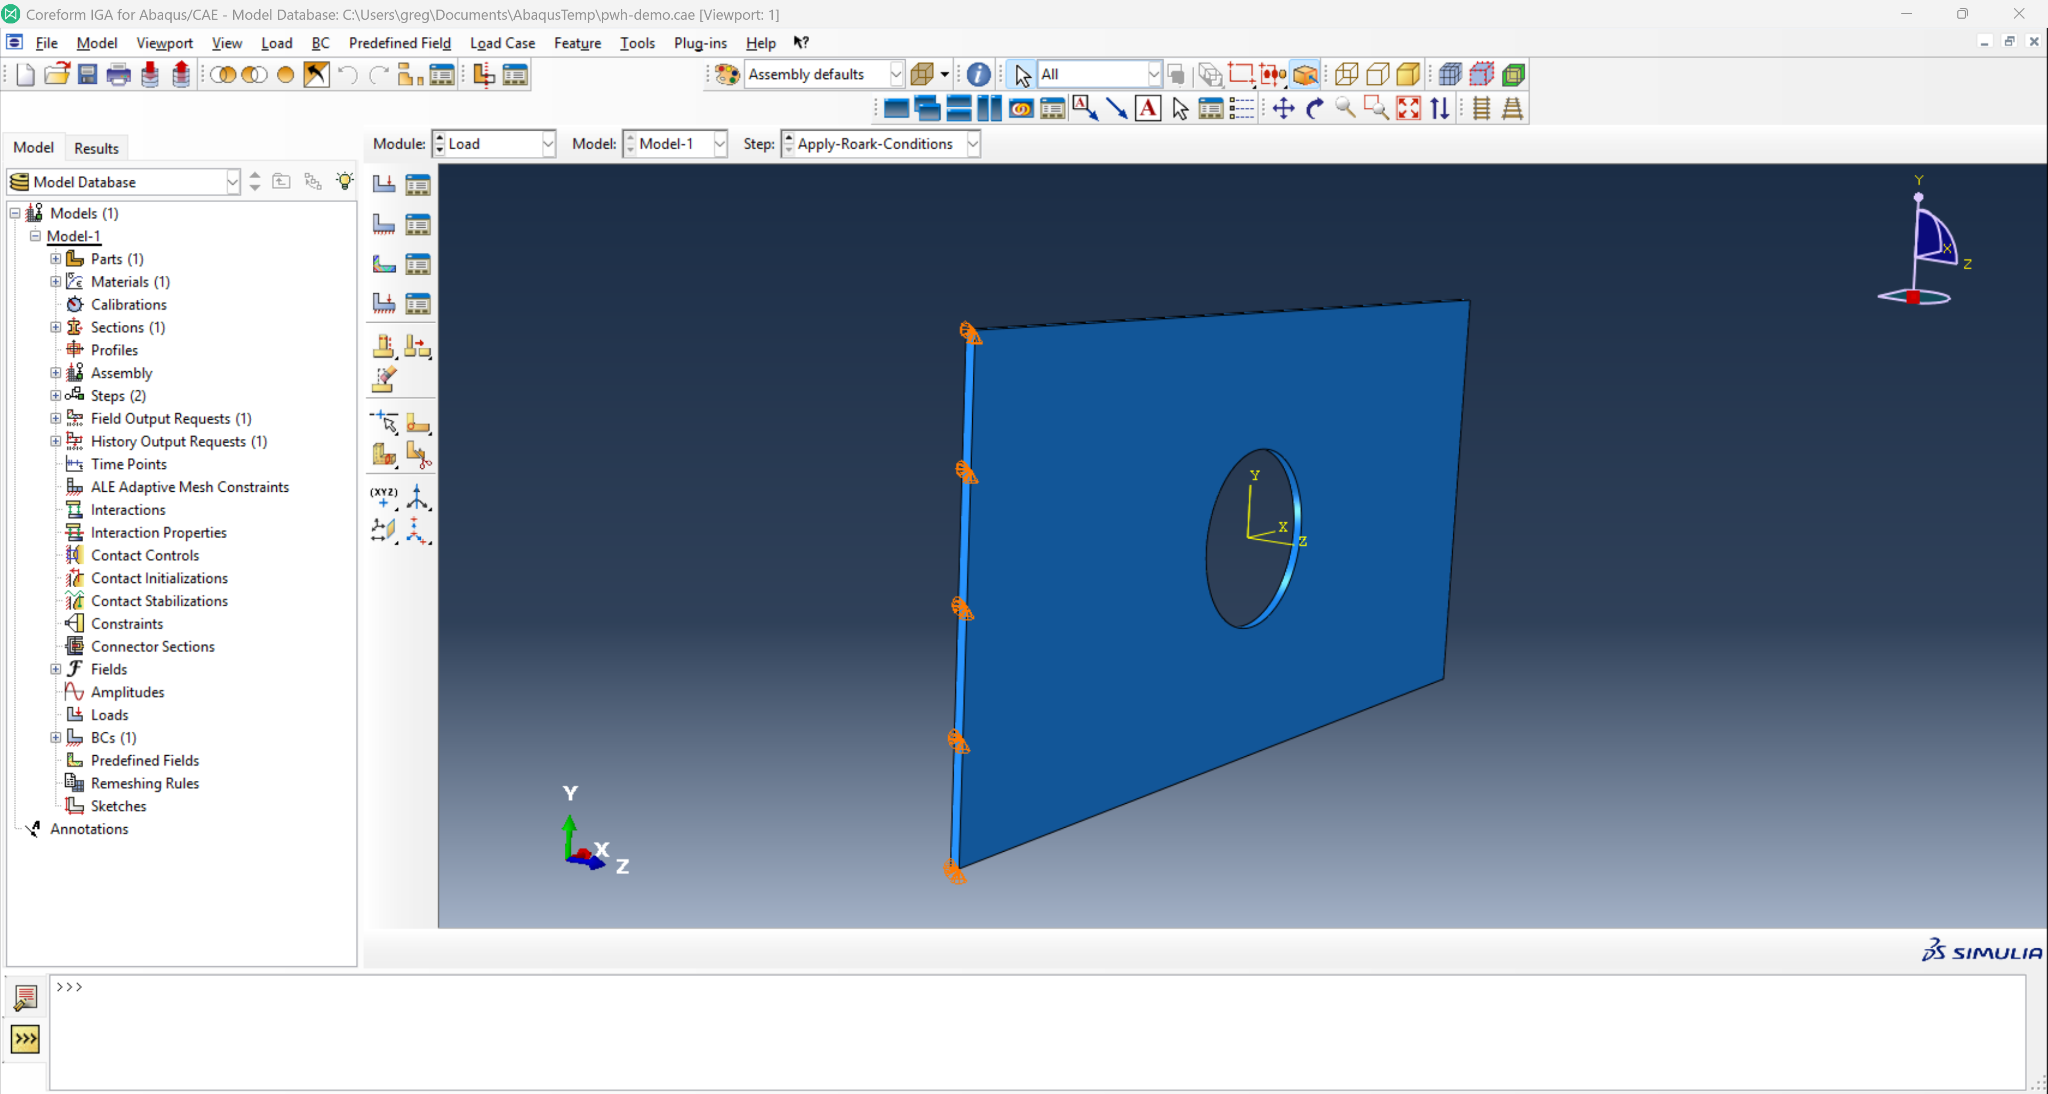 Coreform IGA for Abaqus/CAE - Model Database: C:\Users\greg\Documents\AbaqusTemp\pwh-demo.cae [Viewport: 1]
File Model Viewport View Load BC Predefined Field Load Case Feature Tools Plug-ins Help
Assembly defaults All
Model Results
Module: Load Model: Model-1 Step: Apply-Roark-Conditions
Model Database
Models (1)
Model-1
Parts (1)
Materials (1)
Calibrations
Sections (1)
Profiles
Assembly
Steps (2)
Field Output Requests (1)
History Output Requests (1)
Time Points
ALE Adaptive Mesh Constraints
Interactions
Interaction Properties
Contact Controls
Contact Initializations
Contact Stabilizations
Constraints
Connector Sections
Fields
Amplitudes
Loads
BCs (1)
Predefined Fields
Remeshing Rules
Sketches
Annotations
(XYZ)
Y
X
Z
Y
X
Z
Y
X
Z
SIMULIA
>>>
>>>